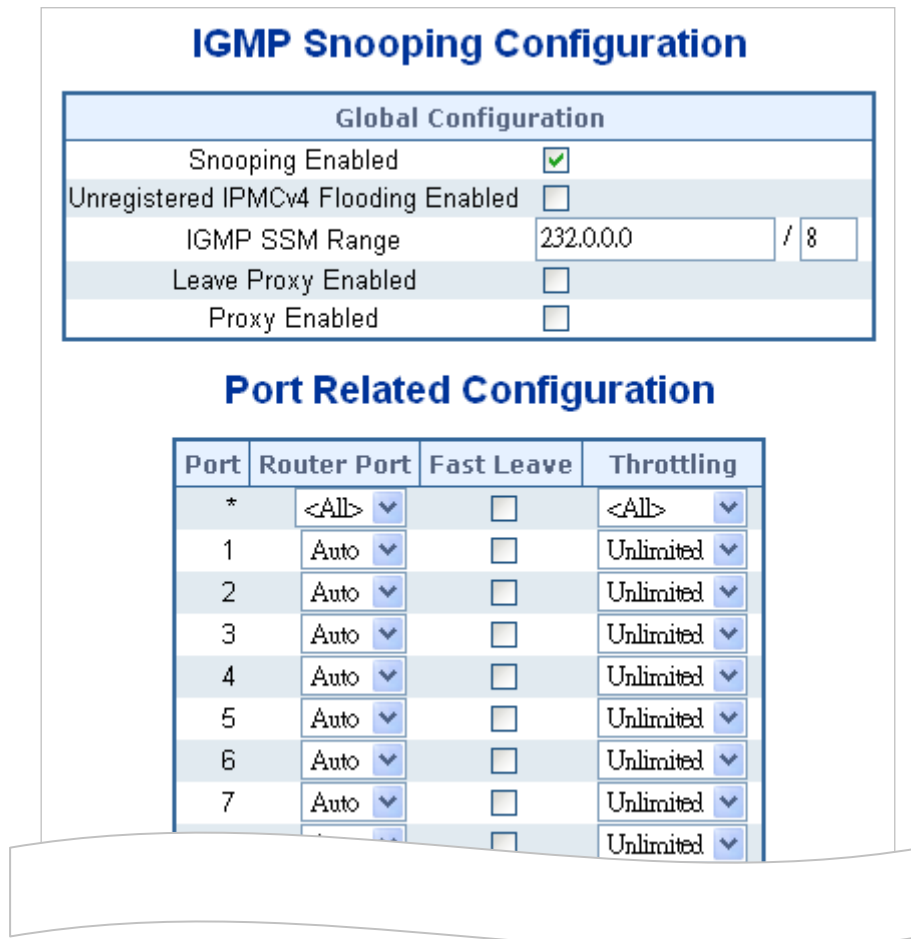 IGMP Snooping Configuration
Global Configuration
Snooping Enabled
Unregistered IPMCv4 Flooding Enabled
IGMP SSM Range 232.0.0.0 / 8
Leave Proxy Enabled
Proxy Enabled
Port Related Configuration
Port Router Port Fast Leave Throttling
* <All> <All>
1 Auto Unlimited
2 Auto Unlimited
3 Auto Unlimited
4 Auto Unlimited
5 Auto Unlimited
6 Auto Unlimited
7 Auto Unlimited
Unlimited